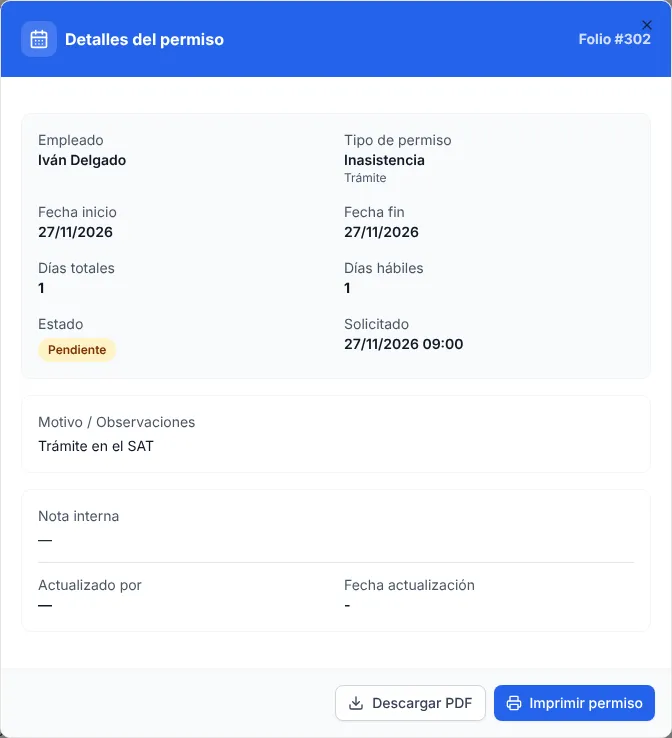 Detalles del permiso
Folio #302
Empleado
Iván Delgado
Tipo de permiso
Inasistencia
Trámite
Fecha inicio
27/11/2026
Fecha fin
27/11/2026
Días totales
1
Días hábiles
1
Estado
Pendiente
Solicitado
27/11/2026 09:00
Motivo / Observaciones
Trámite en el SAT
Nota interna
—
Actualizado por
—
Fecha actualización
-
Descargar PDF
Imprimir permiso